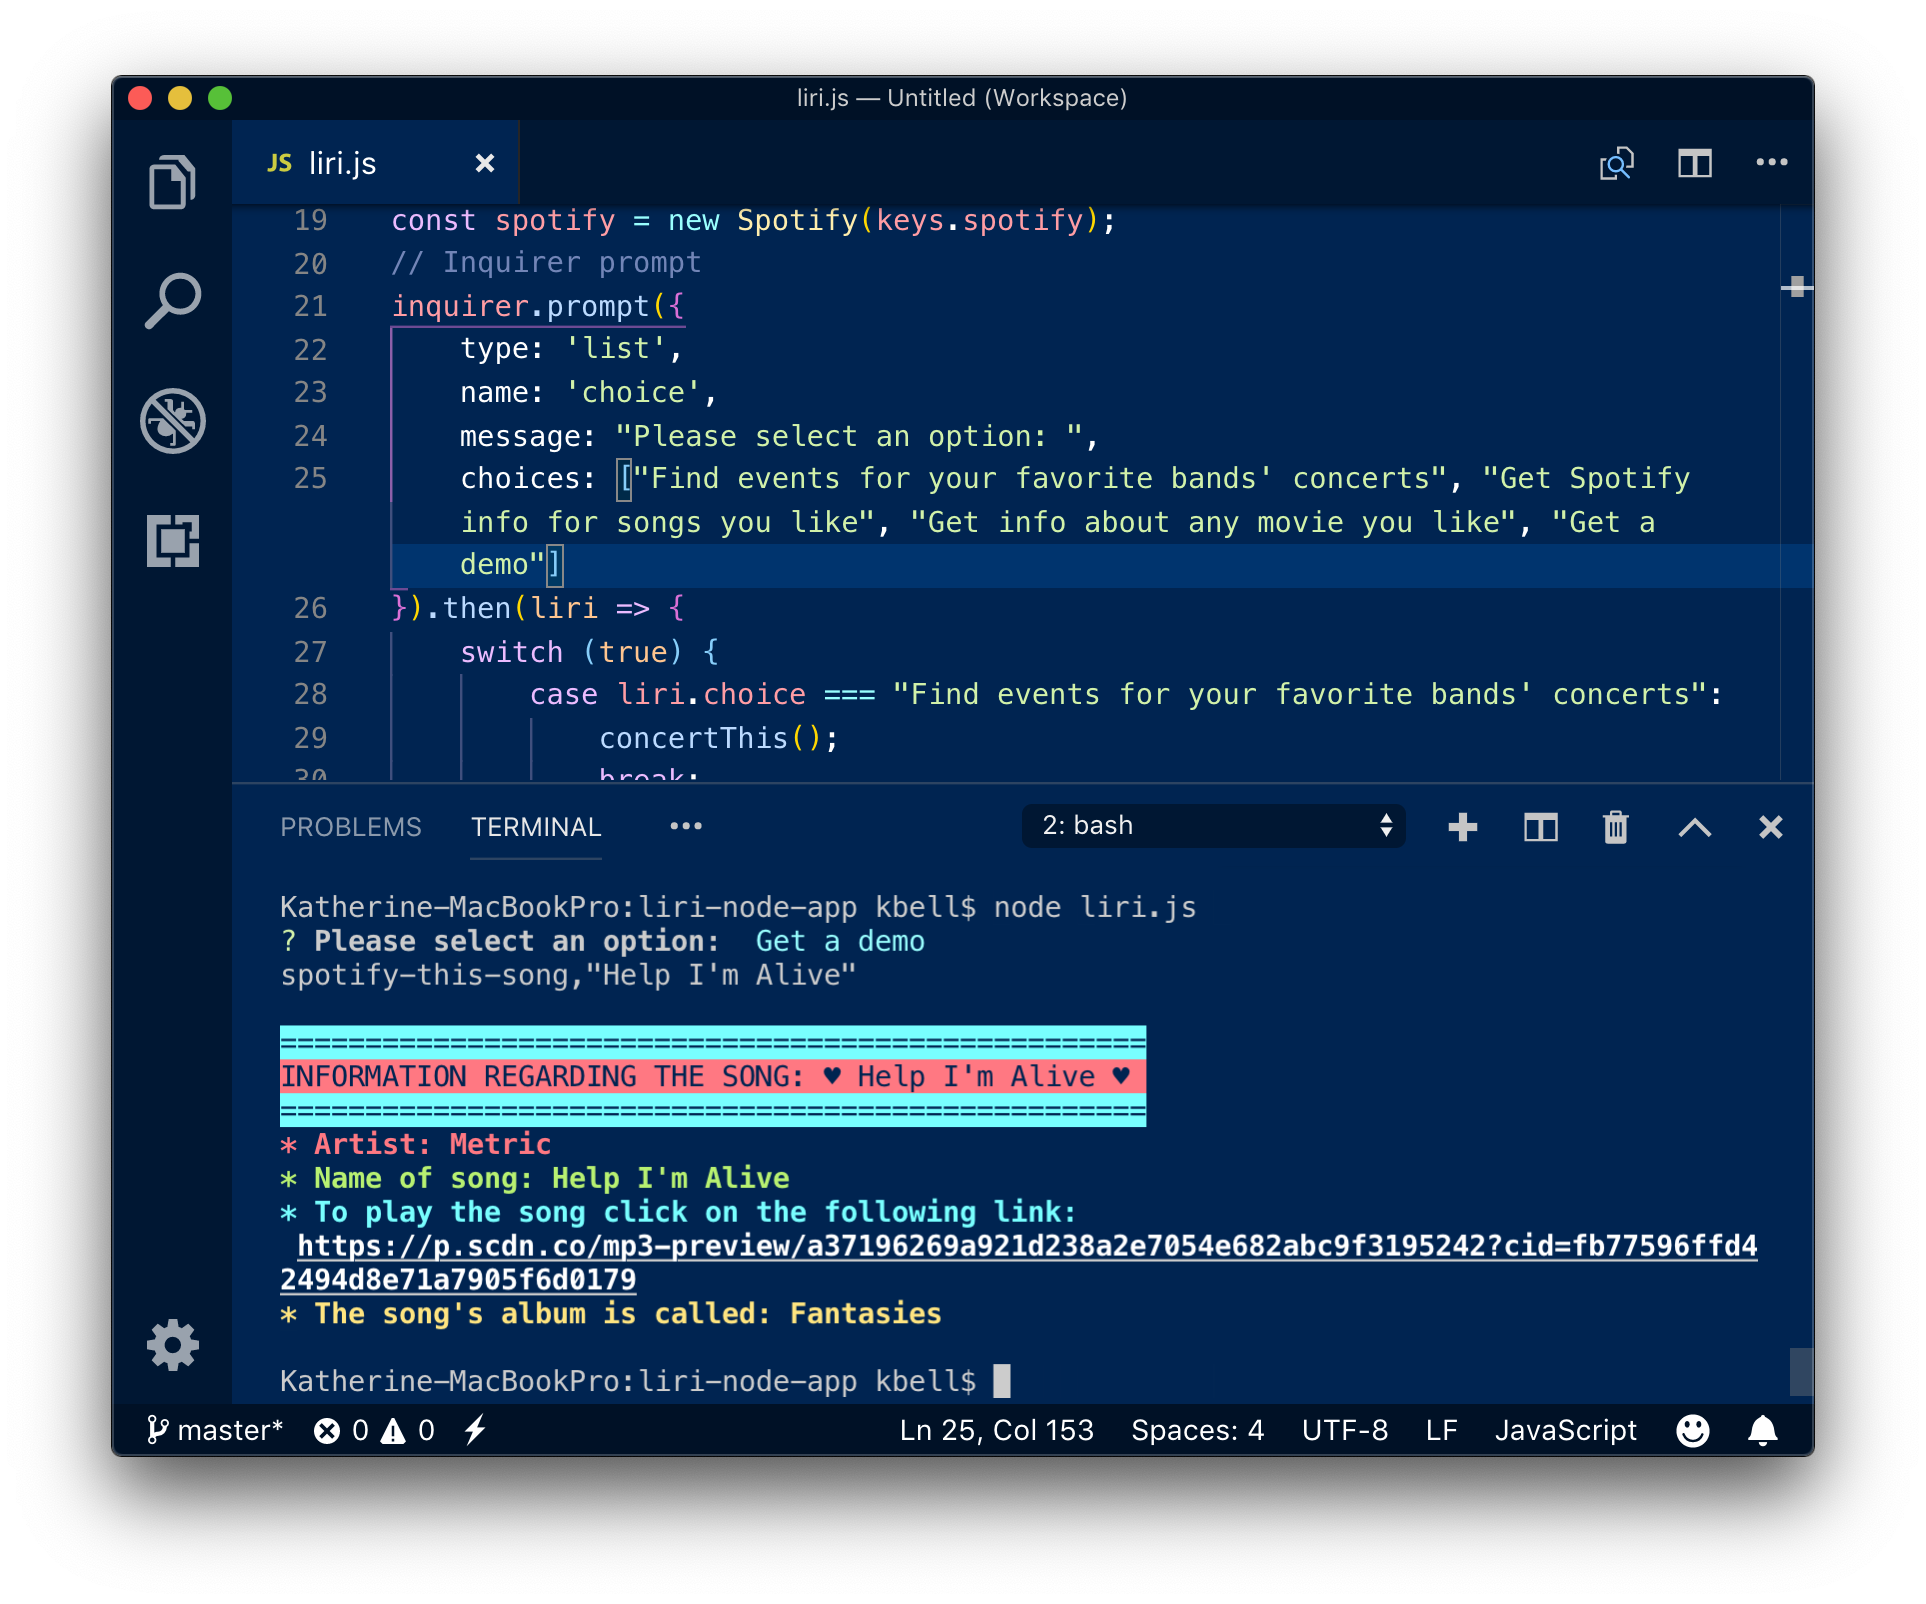 liri.js — Untitled (Workspace)
JS liri.js
19 const spotify = new Spotify(keys.spotify);
20 // Inquirer prompt
21 inquirer.prompt({
22 type: 'list',
23 name: 'choice',
24 message: "Please select an option: ",
25 choices: ["Find events for your favorite bands' concerts", "Get Spotify
info for songs you like", "Get info about any movie you like", "Get a
demo"]
26 }).then(liri => {
27 switch (true) {
28 case liri.choice === "Find events for your favorite bands' concerts":
29 concertThis();
30 break;
PROBLEMS TERMINAL ••• 2: bash
Katherine-MacBookPro:liri-node-app kbell$ node liri.js
? Please select an option:  Get a demo
spotify-this-song,"Help I'm Alive"
===================================================
INFORMATION REGARDING THE SONG: ♥ Help I'm Alive ♥
===================================================
* Artist: Metric
* Name of song: Help I'm Alive
* To play the song click on the following link:
https://p.scdn.co/mp3-preview/a37196269a921d238a2e7054e682abc9f3195242?cid=fb77596ffd4
2494d8e71a7905f6d0179
* The song's album is called: Fantasies
Katherine-MacBookPro:liri-node-app kbell$
master* 0 0 Ln 25, Col 153 Spaces: 4 UTF-8 LF JavaScript